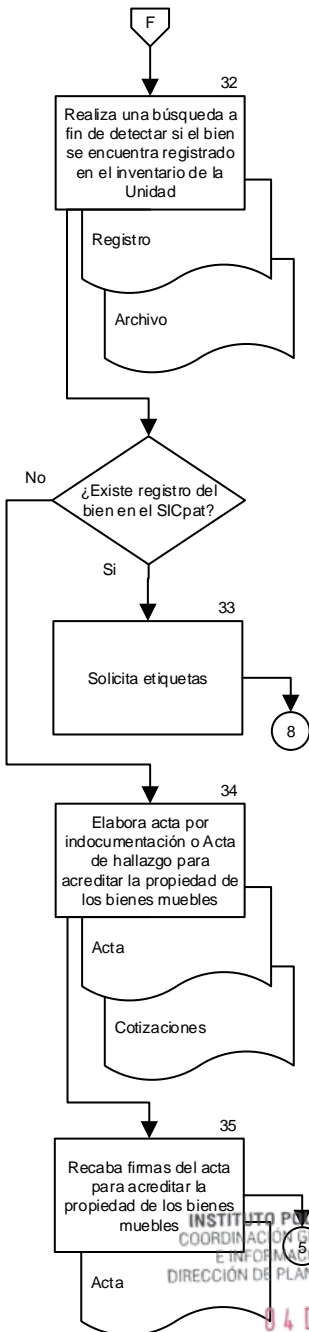 F
32
Realiza una búsqueda a
fin de detectar si el bien
se encuentra registrado
en el inventario de la
Unidad
Registro
Archivo
¿Existe registro del
bien en el SICpat?
No
Si
33
Solicita etiquetas
8
34
Elabora acta por
indocumentación o Acta
de hallazgo para
acreditar la propiedad de
los bienes muebles
Acta
Cotizaciones
35
Recaba firmas del acta
para acreditar la
propiedad de los bienes
muebles
5
Acta
INSTITUTO
COORDINACIÓN
E
DIRECCIÓN DE
04